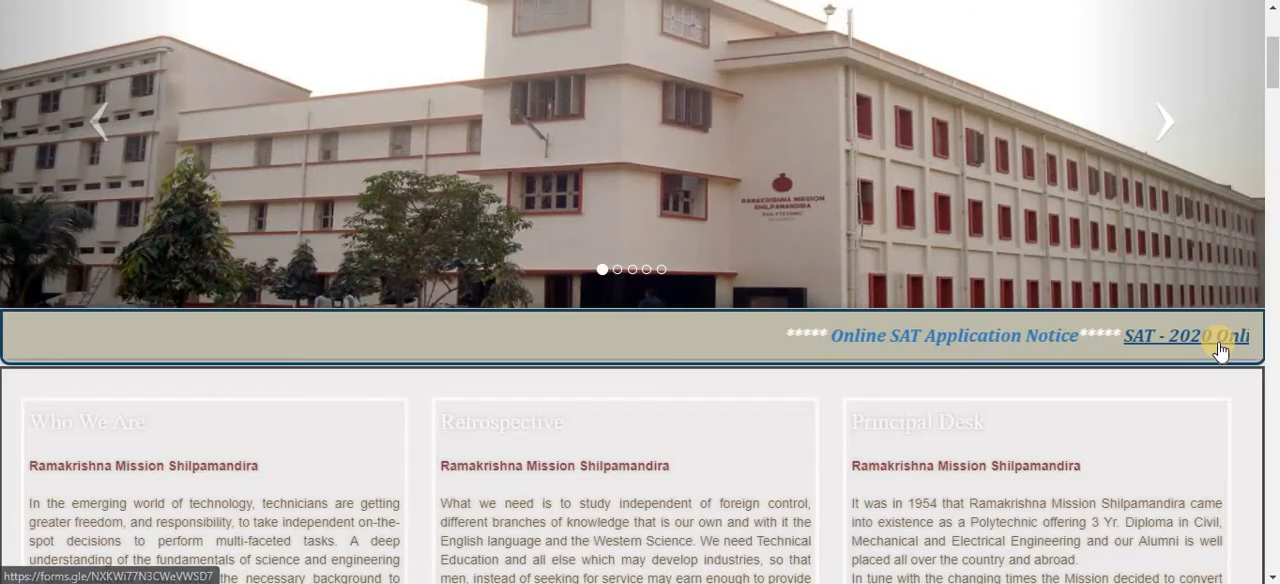 RAMAKRISHNA MISSION
SHILPAMANDIRA
POLYTECHNIC
***** Online SAT Application Notice***** SAT - 2020 Onli
Who We Are
Ramakrishna Mission Shilpamandira
In the emerging world of technology, technicians are getting
greater freedom, and responsibility, to take independent on-the-
spot decisions to perform multi-faceted tasks. A deep
understanding of the fundamentals of science and engineering
the necessary background to
Retrospective
Ramakrishna Mission Shilpamandira
What we need is to study independent of foreign control,
different branches of knowledge that is our own and with it the
English language and the Western Science. We need Technical
Education and all else which may develop industries, so that
men, instead of seeking for service may earn enough to provide
Principal Desk
Ramakrishna Mission Shilpamandira
It was in 1954 that Ramakrishna Mission Shilpamandira came
into existence as a Polytechnic offering 3 Yr. Diploma in Civil,
Mechanical and Electrical Engineering and our Alumni is well
placed all over the country and abroad.
In tune with the changing times the Mission decided to convert
https://forms.gle/NXKWi77N3CWeVWSD7